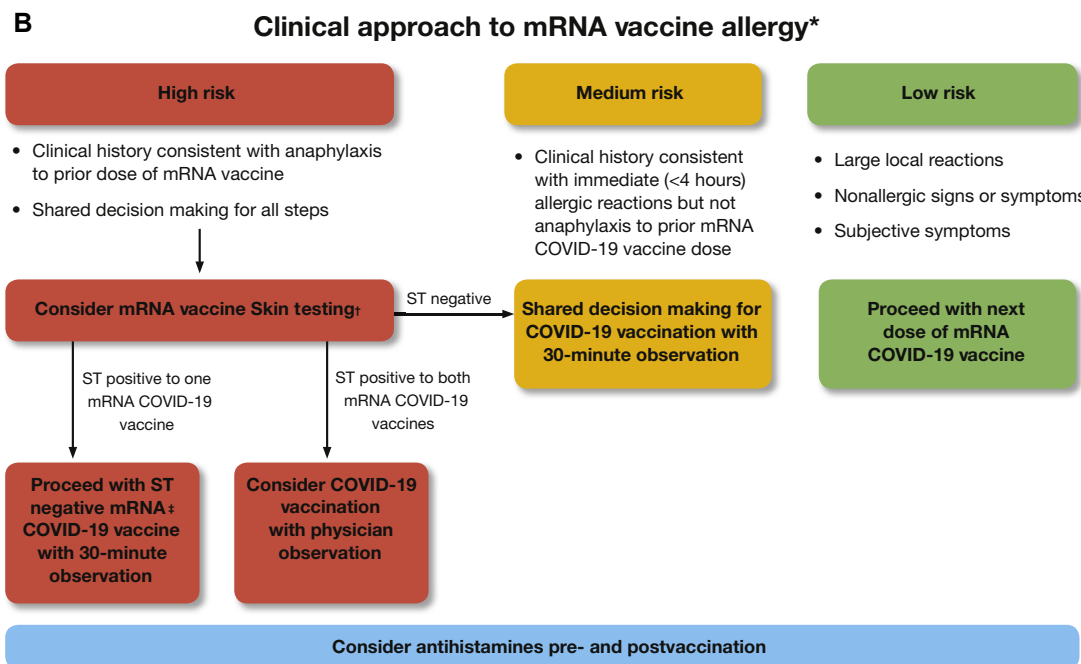 B
Clinical approach to mRNA vaccine allergy*
High risk
• Clinical history consistent with anaphylaxis
to prior dose of mRNA vaccine
• Shared decision making for all steps
Medium risk
• Clinical history consistent
with immediate (<4 hours)
allergic reactions but not
anaphylaxis to prior mRNA
COVID-19 vaccine dose
Low risk
• Large local reactions
• Nonallergic signs or symptoms
• Subjective symptoms
Consider mRNA vaccine Skin testing†
ST negative
Shared decision making for
COVID-19 vaccination with
30-minute observation
Proceed with next
dose of mRNA
COVID-19 vaccine
ST positive to one
mRNA COVID-19
vaccine
ST positive to both
mRNA COVID-19
vaccines
Proceed with ST
negative mRNA‡
COVID-19 vaccine
with 30-minute
observation
Consider COVID-19
vaccination
with physician
observation
Consider antihistamines pre- and postvaccination